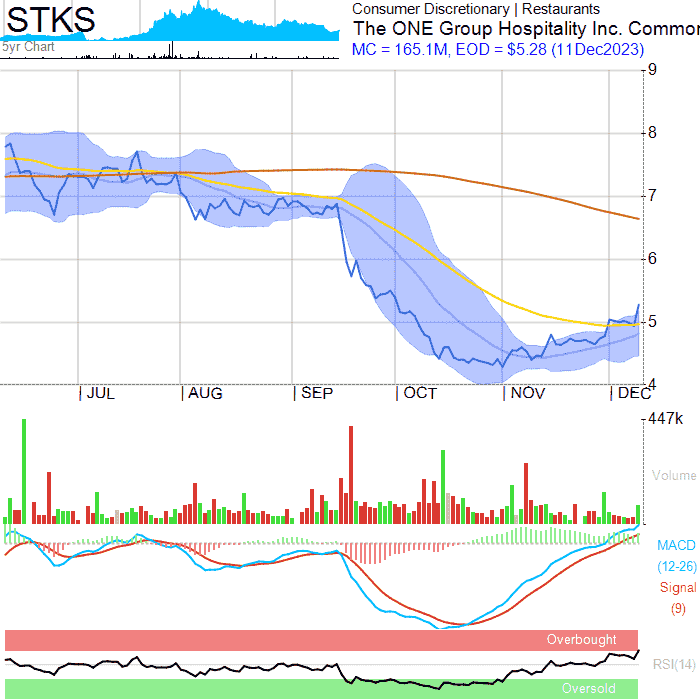 STKS
5yr Chart
Consumer Discretionary | Restaurants
The ONE Group Hospitality Inc. Common
MC = 165.1M, EOD = $5.28 (11Dec2023)
9
8
7
6
5
4
| JUL | AUG | SEP | OCT | NOV | DEC
447k
Volume
MACD
(12-26)
Signal
(9)
Overbought
RSI(14)
Oversold